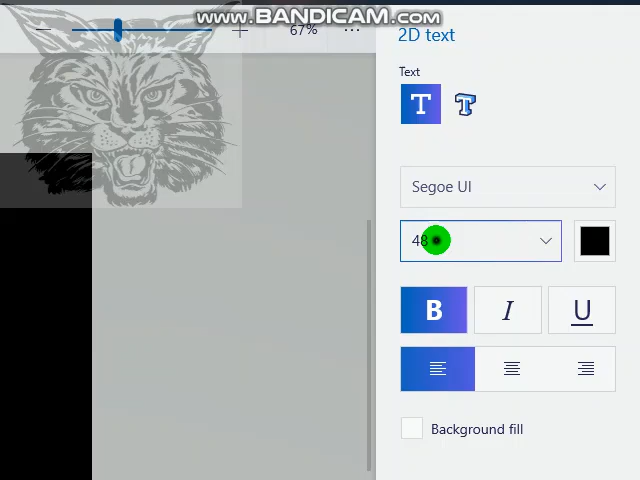 www.BANDICAM.com
67%
2D text
Text
T T
Segoe UI
48
B I U
Background fill